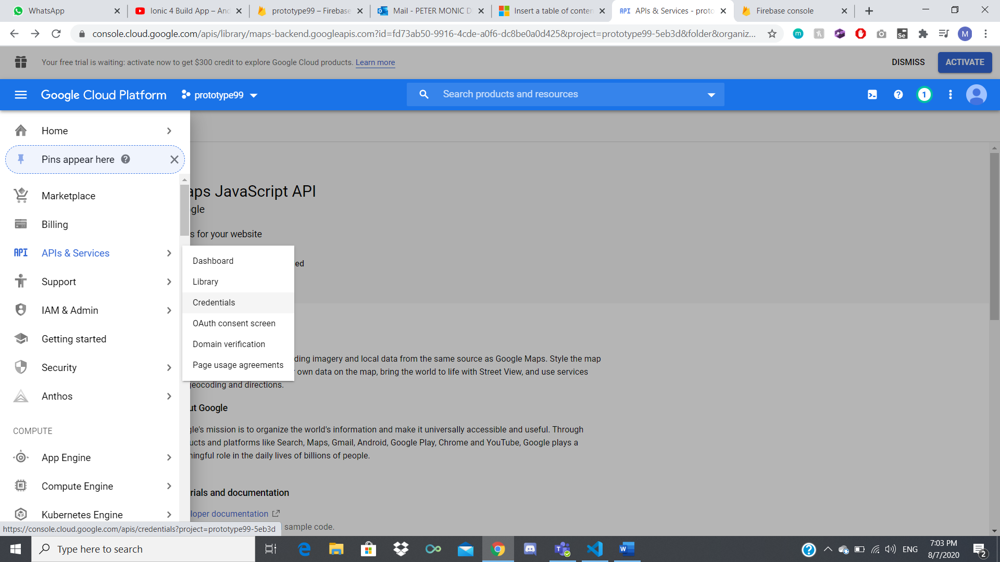 WhatsApp
Ionic 4 Build App – And
prototype99 – Firebase
Mail - PETER MONIC D
Insert a table of conten
API APIs & Services - proto
Firebase console
console.cloud.google.com/apis/library/maps-backend.googleapis.com?id=fd73ab50-9916-4cde-a0f6-dc8be0a0d425&project=prototype99-5eb3d&folder&organiz...
m
h
Se
M
Your free trial is waiting: activate now to get $300 credit to explore Google Cloud products. Learn more
DISMISS
ACTIVATE
Google Cloud Platform
prototype99
Search products and resources
1
Home
Pins appear here
Marketplace
Billing
API APIs & Services
Support
IAM & Admin
Getting started
Security
Anthos
COMPUTE
App Engine
Compute Engine
Kubernetes Engine
Dashboard
Library
Credentials
OAuth consent screen
Domain verification
Page usage agreements
aps JavaScript API
gle
s for your website
ed
ding imagery and local data from the same source as Google Maps. Style the map
own data on the map, bring the world to life with Street View, and use services
eocoding and directions.
ut Google
gle's mission is to organize the world's information and make it universally accessible and useful. Through
ucts and platforms like Search, Maps, Gmail, Android, Google Play, Chrome and YouTube, Google plays a
ningful role in the daily lives of billions of people.
rials and documentation
loper documentation
sample code.
https://console.cloud.google.com/apis/credentials?project=prototype99-5eb3d
Type here to search
ENG
7:03 PM
8/7/2020
2